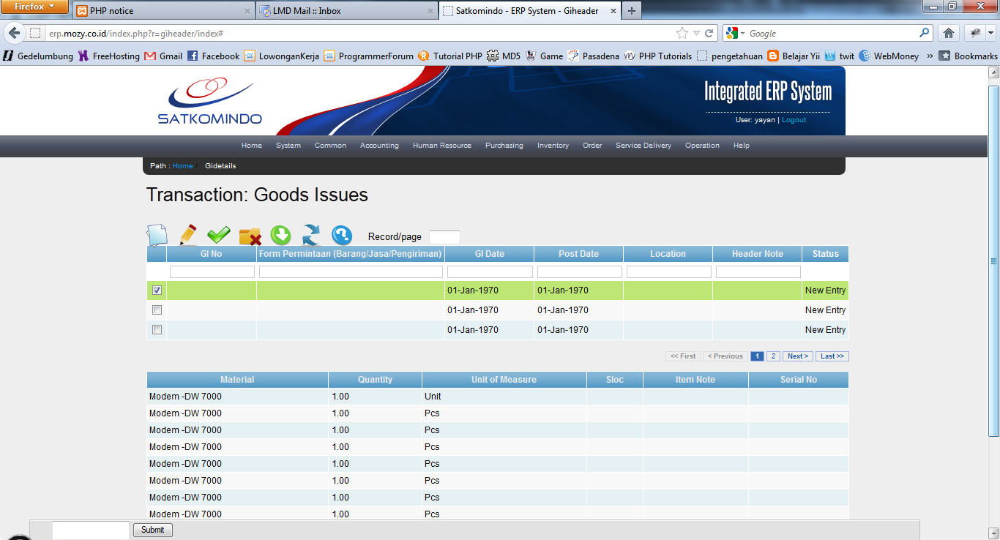 Firefox
PHP notice
LMD Mail :: Inbox
Satkomindo - ERP System - Giheader
erp.mozy.co.id/index.php?r=giheader/index#
Google
Gedelumbung FreeHosting Gmail Facebook LowonganKerja ProgrammerForum Tutorial PHP MD5 Game Pasadena PHP Tutorials pengetahuan Belajar Yii twit WebMoney » Bookmarks
SATKOMINDO
Integrated ERP System
User: yayan | Logout
Home System Common Accounting Human Resource Purchasing Inventory Order Service Delivery Operation Help
Path : Home / Gidetails
Transaction: Goods Issues
Record/page
GI No Form Permintaan (Barang/Jasa/Pengiriman) GI Date Post Date Location Header Note Status
01-Jan-1970 01-Jan-1970 New Entry
01-Jan-1970 01-Jan-1970 New Entry
01-Jan-1970 01-Jan-1970 New Entry
<< First < Previous 1 2 Next > Last >>
Material Quantity Unit of Measure Sloc Item Note Serial No
Modem -DW 7000 1.00 Unit
Modem -DW 7000 1.00 Pcs
Modem -DW 7000 1.00 Pcs
Modem -DW 7000 1.00 Pcs
Modem -DW 7000 1.00 Pcs
Modem -DW 7000 1.00 Pcs
Modem -DW 7000 1.00 Pcs
Modem -DW 7000 1.00 Pcs
Submit